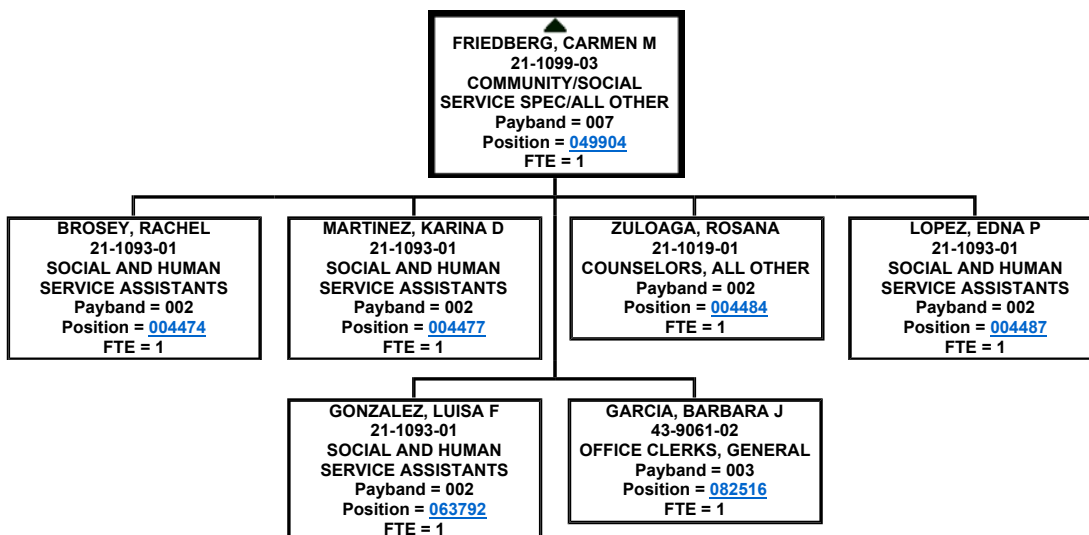 FRIEDBERG, CARMEN M
21-1099-03
COMMUNITY/SOCIAL
SERVICE SPEC/ALL OTHER
Payband = 007
Position = 049904
FTE = 1
BROSEY, RACHEL
21-1093-01
SOCIAL AND HUMAN
SERVICE ASSISTANTS
Payband = 002
Position = 004474
FTE = 1
MARTINEZ, KARINA D
21-1093-01
SOCIAL AND HUMAN
SERVICE ASSISTANTS
Payband = 002
Position = 004477
FTE = 1
ZULOAGA, ROSANA
21-1019-01
COUNSELORS, ALL OTHER
Payband = 002
Position = 004484
FTE = 1
LOPEZ, EDNA P
21-1093-01
SOCIAL AND HUMAN
SERVICE ASSISTANTS
Payband = 002
Position = 004487
FTE = 1
GONZALEZ, LUISA F
21-1093-01
SOCIAL AND HUMAN
SERVICE ASSISTANTS
Payband = 002
Position = 063792
FTE = 1
GARCIA, BARBARA J
43-9061-02
OFFICE CLERKS, GENERAL
Payband = 003
Position = 082516
FTE = 1